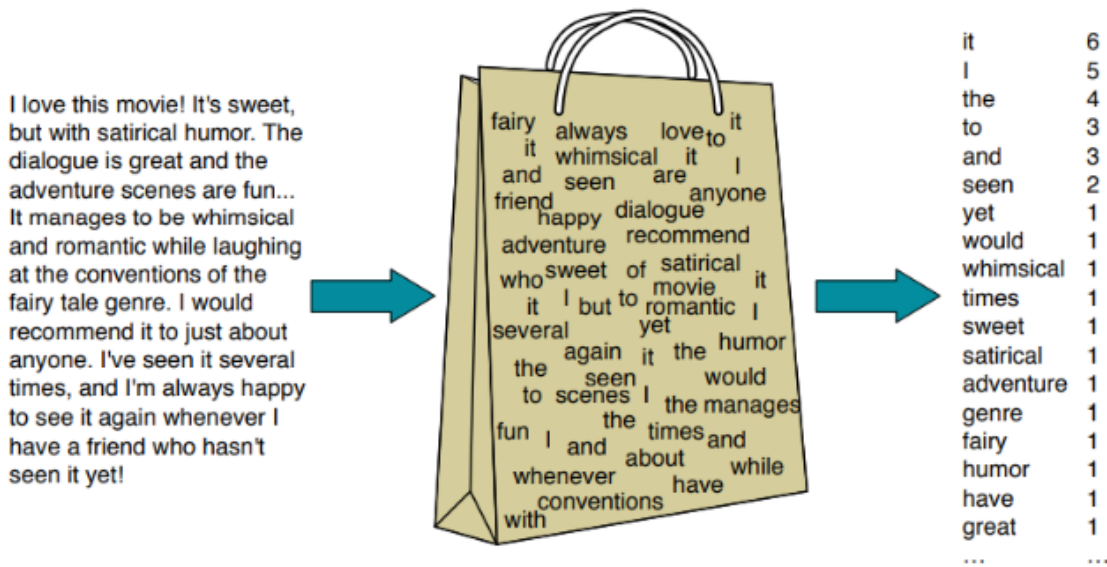 I love this movie! It's sweet,
but with satirical humor. The
dialogue is great and the
adventure scenes are fun...
It manages to be whimsical
and romantic while laughing
at the conventions of the
fairy tale genre. I would
recommend it to just about
anyone. I've seen it several
times, and I'm always happy
to see it again whenever I
have a friend who hasn't
seen it yet!
fairy always love to it
it whimsical it I
and seen are anyone
friend happy dialogue
adventure recommend
who sweet of satirical
it I but to movie it
romantic I
several yet
again it the humor
the seen would
to scenes I the manages
fun I and the times and
whenever about while
conventions have
with
it 6
I 5
the 4
to 3
and 3
seen 2
yet 1
would 1
whimsical 1
times 1
sweet 1
satirical 1
adventure 1
genre 1
fairy 1
humor 1
have 1
great 1
... ...